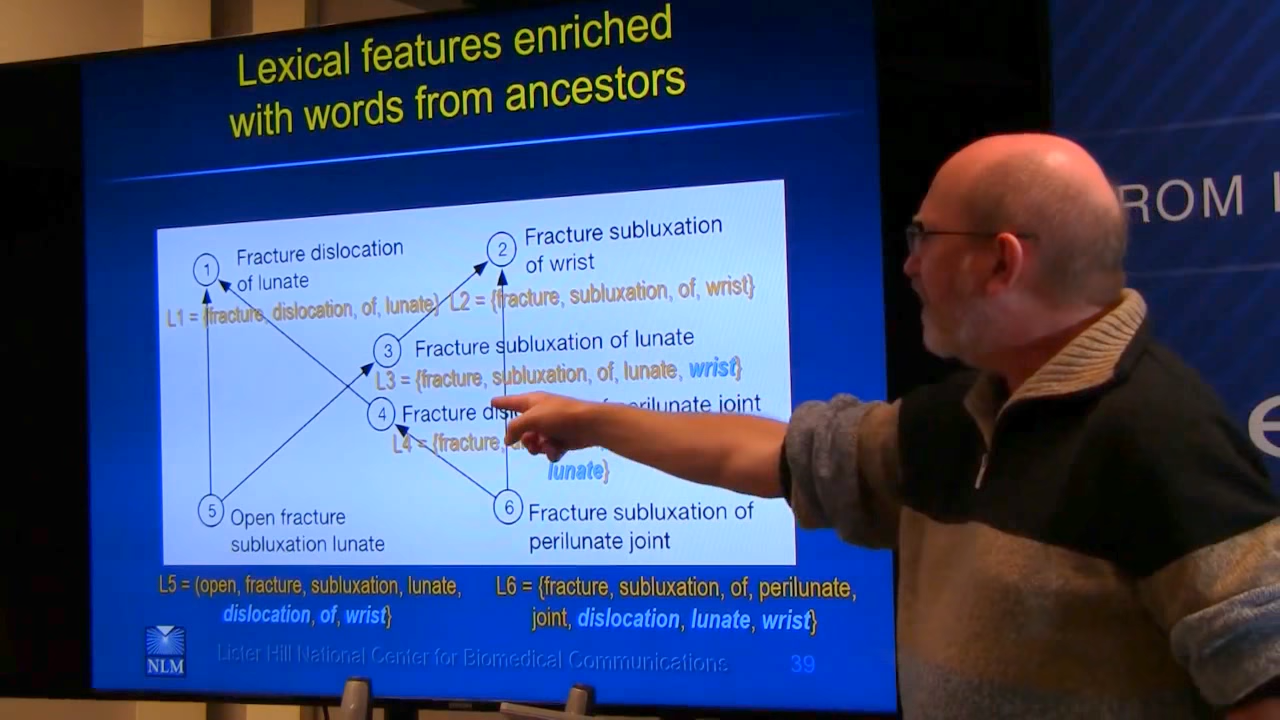 Lexical features enriched
with words from ancestors
1
Fracture dislocation
of lunate
2
Fracture subluxation
of wrist
L1 = {fracture, dislocation, of, lunate}
L2 = {fracture, subluxation, of, wrist}
3
Fracture subluxation of lunate
L3 = {fracture, subluxation, of, lunate, wrist}
4
Fracture perilunate joint
L4 = {fracture,
lunate}
5
Open fracture
subluxation lunate
6
Fracture subluxation of
perilunate joint
L5 = (open, fracture, subluxation, lunate,
dislocation, of, wrist}
L6 = {fracture, subluxation, of, perilunate,
joint, dislocation, lunate, wrist}
NLM
Lister Hill National Center for Biomedical Communications
39
ROM
e